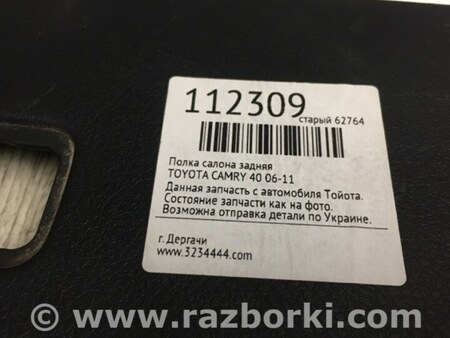 112309
старый 62764
Полка салона задняя
TOYOTA CAMRY 40 06-11
Данная запчасть с автомобиля Тойота.
Состояние запчасти как на фото.
Возможна отправка детали по Украине.
г. Дергачи
www.3234444.com
© www.razborki.com